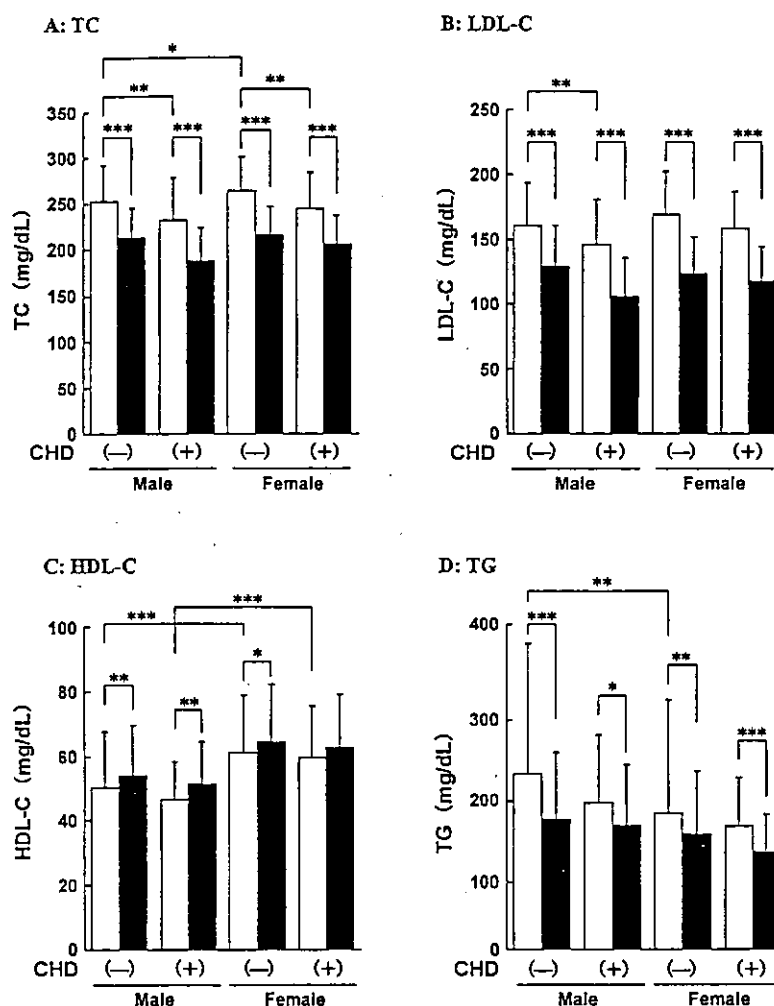 A: TC
*
**
**
***
***
***
***
350
300
250
200
150
100
50
0
TC (mg/dL)
CHD (—) (+) (—) (+)
Male Female
B: LDL-C
**
***
***
***
***
250
200
150
100
50
0
LDL-C (mg/dL)
CHD (—) (+) (—) (+)
Male Female
C: HDL-C
***
***
**
**
*
100
80
60
40
20
0
HDL-C (mg/dL)
CHD (—) (+) (—) (+)
Male Female
D: TG
**
***
*
**
***
400
300
200
100
0
TG (mg/dL)
CHD (—) (+) (—) (+)
Male Female